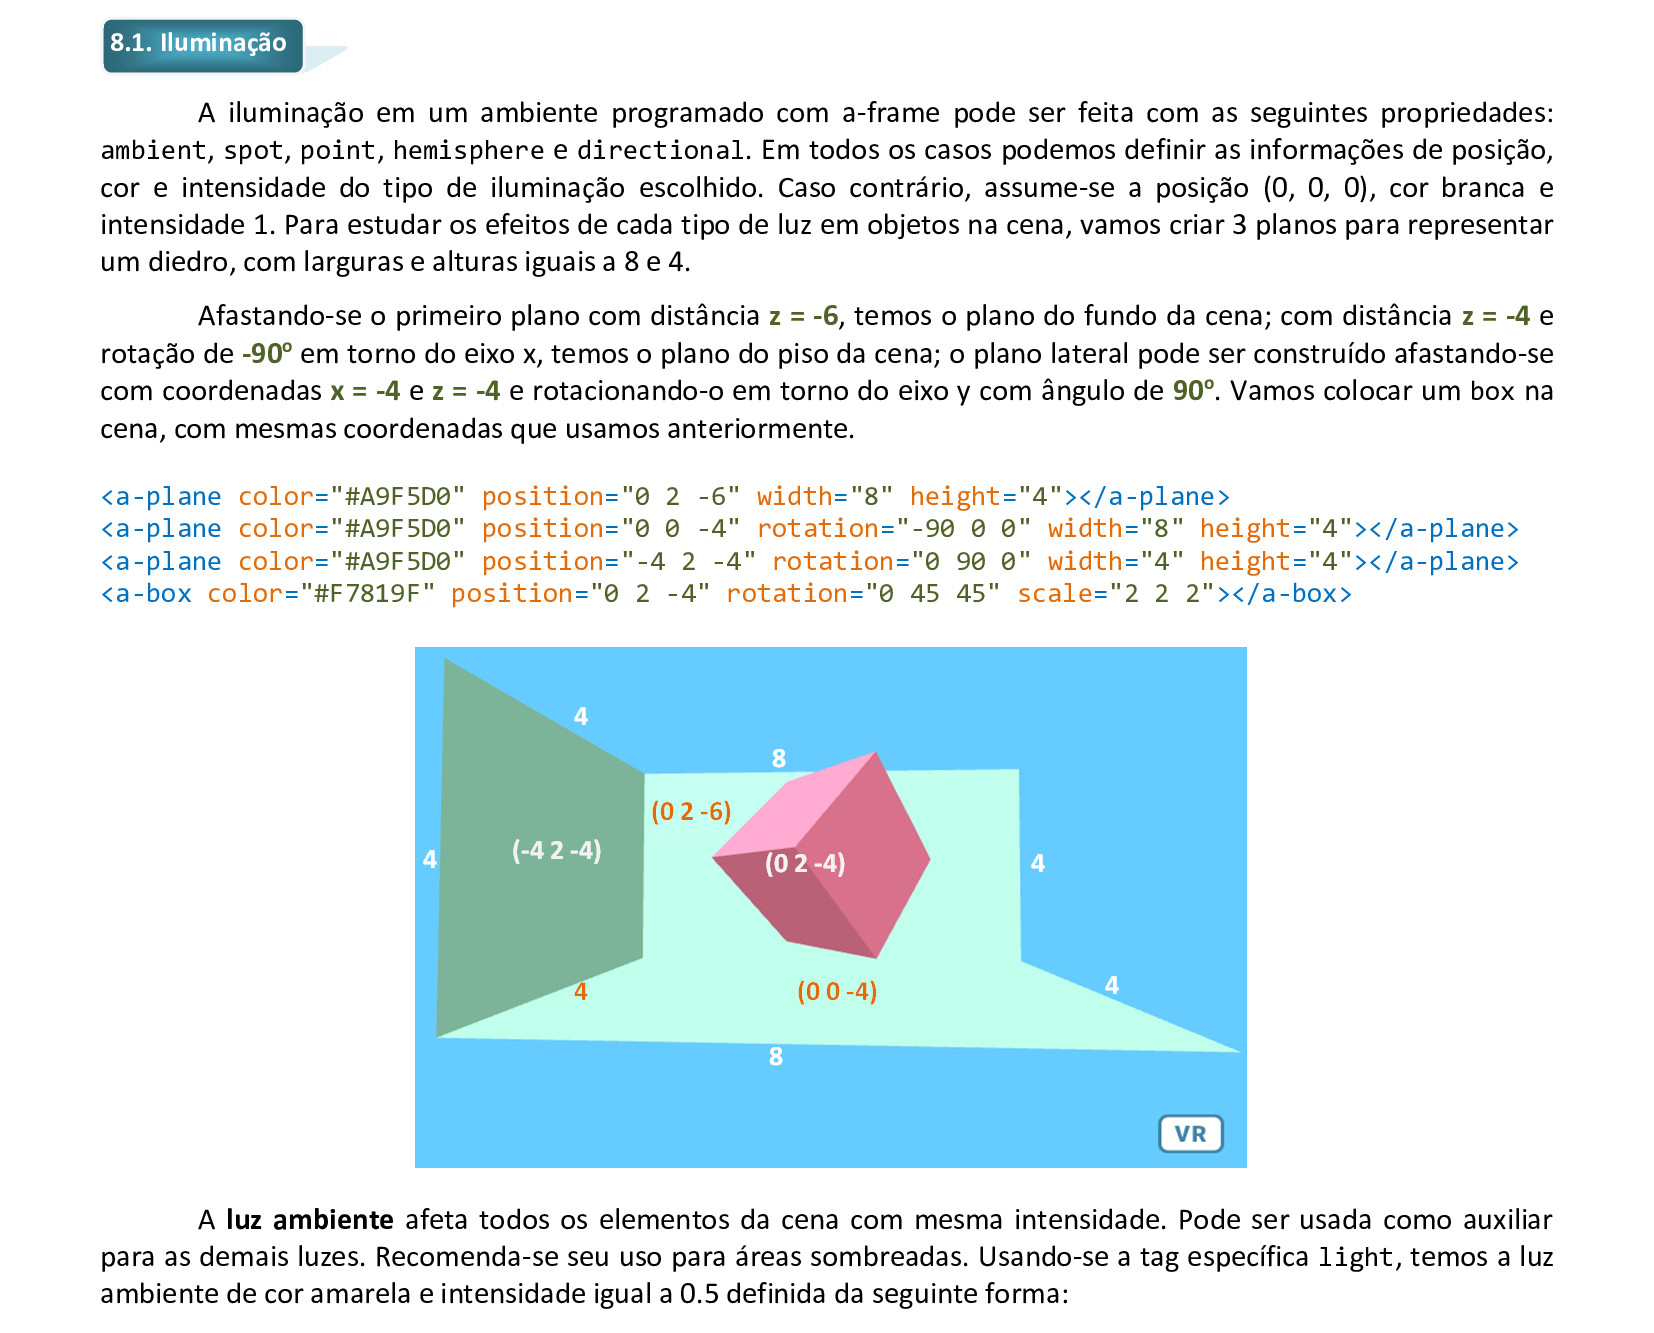 8.1. Iluminação
A iluminação em um ambiente programado com a-frame pode ser feita com as seguintes propriedades:
ambient, spot, point, hemisphere e directional. Em todos os casos podemos definir as informações de posição,
cor e intensidade do tipo de iluminação escolhido. Caso contrário, assume-se a posição (0, 0, 0), cor branca e
intensidade 1. Para estudar os efeitos de cada tipo de luz em objetos na cena, vamos criar 3 planos para representar
um diedro, com larguras e alturas iguais a 8 e 4.
Afastando-se o primeiro plano com distância z = -6, temos o plano do fundo da cena; com distância z = -4 e
rotação de -90º em torno do eixo x, temos o plano do piso da cena; o plano lateral pode ser construído afastando-se
com coordenadas x = -4 e z = -4 e rotacionando-o em torno do eixo y com ângulo de 90º. Vamos colocar um box na
cena, com mesmas coordenadas que usamos anteriormente.
<a-plane color="#A9F5D0" position="0 2 -6" width="8" height="4"></a-plane>
<a-plane color="#A9F5D0" position="0 0 -4" rotation="-90 0 0" width="8" height="4"></a-plane>
<a-plane color="#A9F5D0" position="-4 2 -4" rotation="0 90 0" width="4" height="4"></a-plane>
<a-box color="#F7819F" position="0 2 -4" rotation="0 45 45" scale="2 2 2"></a-box>
4
8
(0 2 -6)
(-4 2 -4)
4
(0 2 -4)
4
4
(0 0 -4)
4
8
VR
A luz ambiente afeta todos os elementos da cena com mesma intensidade. Pode ser usada como auxiliar
para as demais luzes. Recomenda-se seu uso para áreas sombreadas. Usando-se a tag específica light, temos a luz
ambiente de cor amarela e intensidade igual a 0.5 definida da seguinte forma: